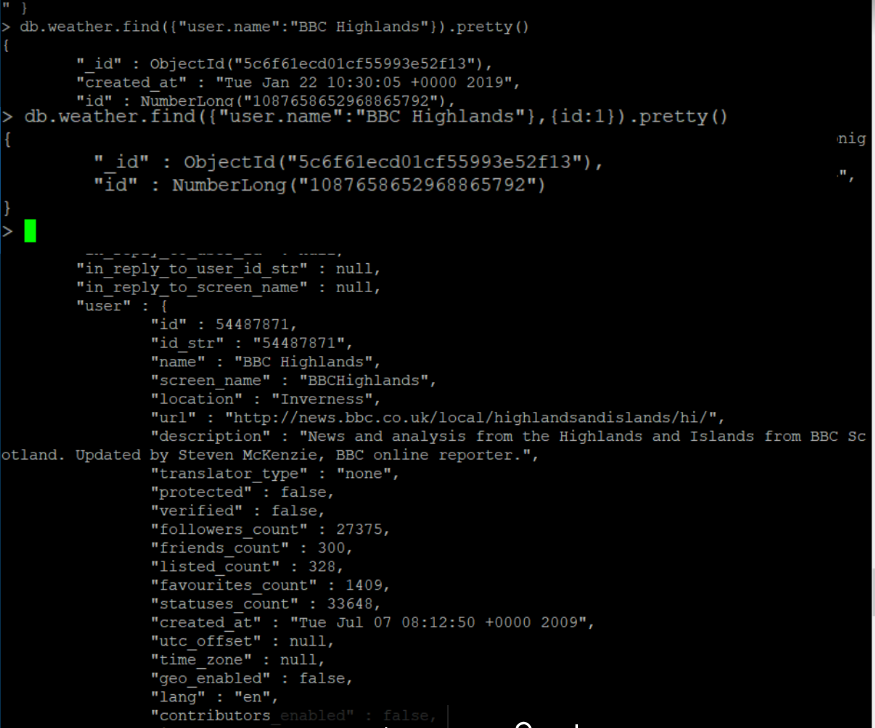 " }
> db.weather.find({"user.name":"BBC Highlands"}).pretty()
{
"_id" : ObjectId("5c6f61ecd01cf55993e52f13"),
"created_at" : "Tue Jan 22 10:30:05 +0000 2019",
"id" : NumberLong("1087658652968865792"),
> db.weather.find({"user.name":"BBC Highlands"},{id:1}).pretty()
{
"_id" : ObjectId("5c6f61ecd01cf55993e52f13"),
"id" : NumberLong("1087658652968865792")
}
>
"in_reply_to_user_id_str" : null,
"in_reply_to_screen_name" : null,
"user" : {
"id" : 54487871,
"id_str" : "54487871",
"name" : "BBC Highlands",
"screen_name" : "BBCHighlands",
"location" : "Inverness",
"url" : "http://news.bbc.co.uk/local/highlandsandislands/hi/",
"description" : "News and analysis from the Highlands and Islands from BBC Sc
otland. Updated by Steven McKenzie, BBC online reporter.",
"translator_type" : "none",
"protected" : false,
"verified" : false,
"followers_count" : 27375,
"friends_count" : 300,
"listed_count" : 328,
"favourites_count" : 1409,
"statuses_count" : 33648,
"created_at" : "Tue Jul 07 08:12:50 +0000 2009",
"utc_offset" : null,
"time_zone" : null,
"geo_enabled" : false,
"lang" : "en",
"contributors_enabled" : false,